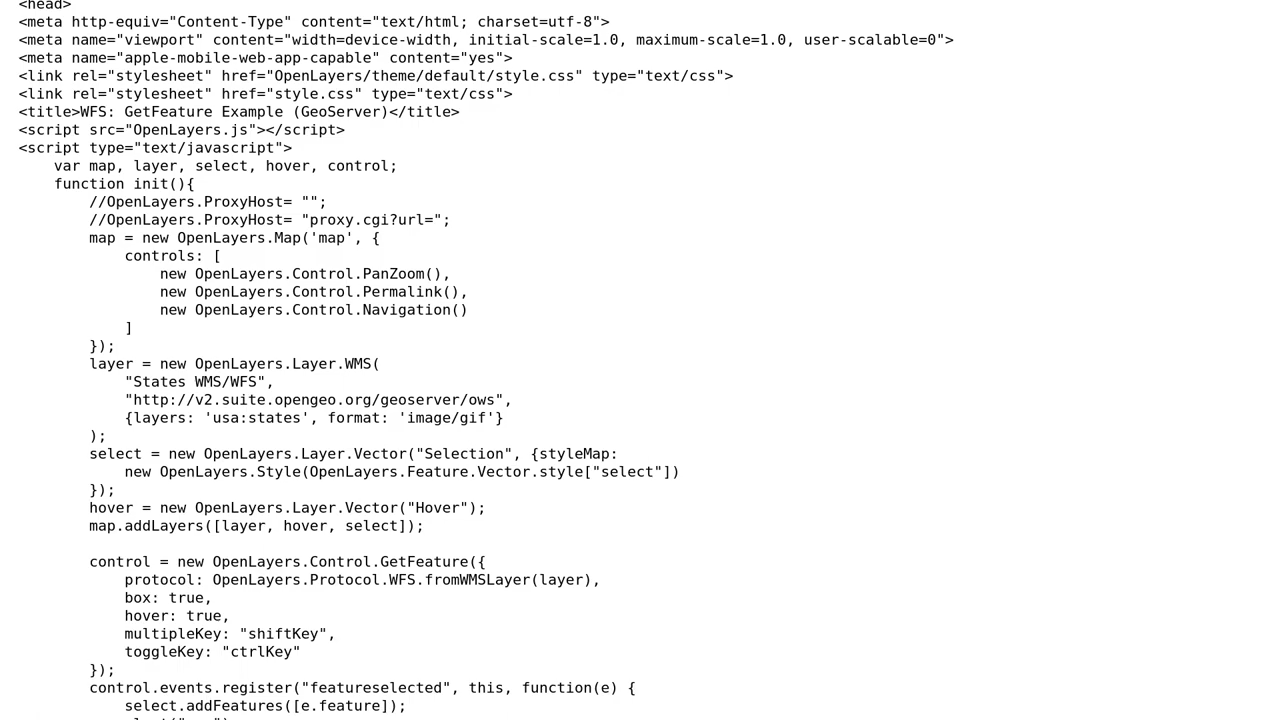 <head>
<meta http-equiv="Content-Type" content="text/html; charset=utf-8">
<meta name="viewport" content="width=device-width, initial-scale=1.0, maximum-scale=1.0, user-scalable=0">
<meta name="apple-mobile-web-app-capable" content="yes">
<link rel="stylesheet" href="OpenLayers/theme/default/style.css" type="text/css">
<link rel="stylesheet" href="style.css" type="text/css">
<title>WFS: GetFeature Example (GeoServer)</title>
<script src="OpenLayers.js"></script>
<script type="text/javascript">
    var map, layer, select, hover, control;
    function init(){
        //OpenLayers.ProxyHost= "";
        //OpenLayers.ProxyHost= "proxy.cgi?url=";
        map = new OpenLayers.Map('map', {
            controls: [
                new OpenLayers.Control.PanZoom(),
                new OpenLayers.Control.Permalink(),
                new OpenLayers.Control.Navigation()
            ]
        });
        layer = new OpenLayers.Layer.WMS(
            "States WMS/WFS",
            "http://v2.suite.opengeo.org/geoserver/ows",
            {layers: 'usa:states', format: 'image/gif'}
        );
        select = new OpenLayers.Layer.Vector("Selection", {styleMap:
            new OpenLayers.Style(OpenLayers.Feature.Vector.style["select"])
        });
        hover = new OpenLayers.Layer.Vector("Hover");
        map.addLayers([layer, hover, select]);

        control = new OpenLayers.Control.GetFeature({
            protocol: OpenLayers.Protocol.WFS.fromWMSLayer(layer),
            box: true,
            hover: true,
            multipleKey: "shiftKey",
            toggleKey: "ctrlKey"
        });
        control.events.register("featureselected", this, function(e) {
            select.addFeatures([e.feature]);